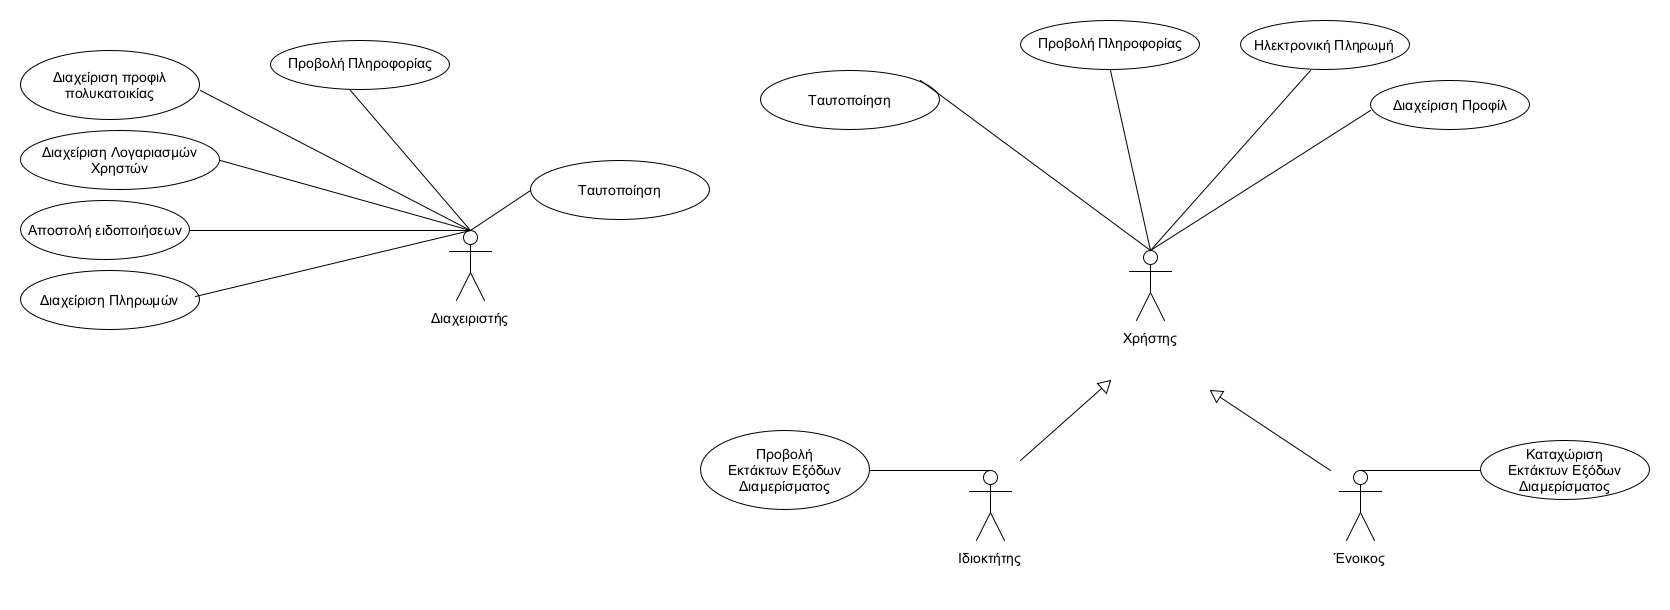 Διαχείριση προφιλ
πολυκατοικίας
Προβολή Πληροφορίας
Διαχείριση Λογαριασμών
Χρηστών
Ταυτοποίηση
Αποστολή ειδοποιήσεων
Διαχείριση Πληρωμών
Διαχειριστής
Ταυτοποίηση
Προβολή Πληροφορίας
Ηλεκτρονική Πληρωμή
Διαχείριση Προφίλ
Χρήστης
Προβολή
Εκτάκτων Εξόδων
Διαμερίσματος
Ιδιοκτήτης
Καταχώριση
Εκτάκτων Εξόδων
Διαμερίσματος
Ένοικος